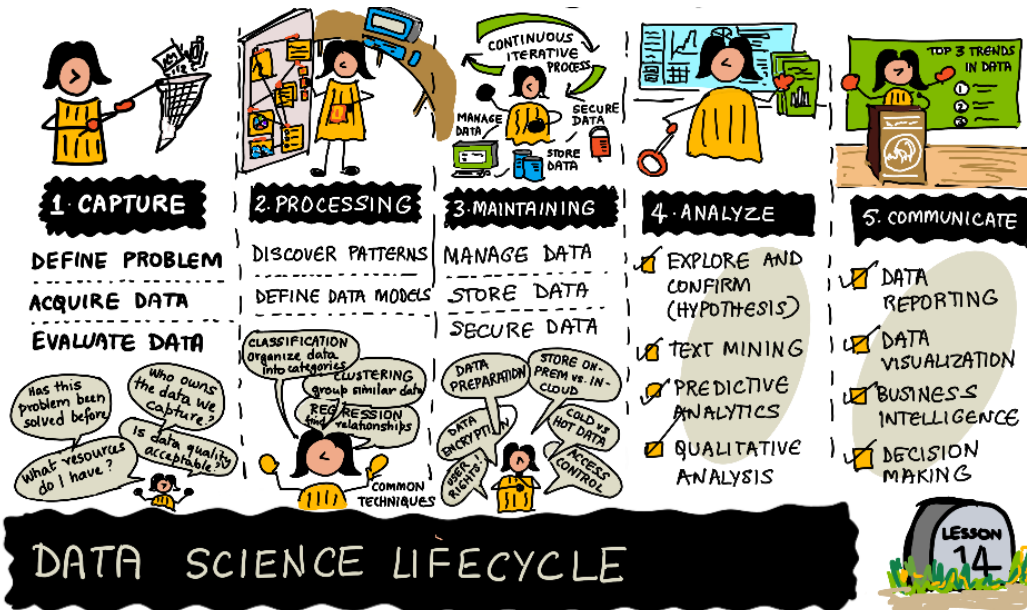 CONTINUOUS
ITERATIVE
PROCESS
MANAGE
DATA
SECURE
DATA
STORE
DATA
TOP 3 TRENDS
IN DATA
1
2
3
1. CAPTURE
DEFINE PROBLEM
ACQUIRE DATA
EVALUATE DATA
Has this
problem been
solved before
Who owns
the data we
capture?
What resources
do I have?
Is data quality
acceptable?
2. PROCESSING
DISCOVER PATTERNS
DEFINE DATA MODELS
CLASSIFICATION
organize data
into categories
CLUSTERING
group similar data
REGRESSION
find relationships
COMMON
TECHNIQUES
3. MAINTAINING
MANAGE DATA
STORE DATA
SECURE DATA
DATA
PREPARATION
STORE ON-
PREM VS. IN-
CLOUD
DATA
ENCRYPTION
COLD VS
HOT DATA
USER
RIGHTS
ACCESS
CONTROL
4. ANALYZE
EXPLORE AND
CONFIRM
(HYPOTHESIS)
TEXT MINING
PREDICTIVE
ANALYTICS
QUALITATIVE
ANALYSIS
5. COMMUNICATE
DATA
REPORTING
DATA
VISUALIZATION
BUSINESS
INTELLIGENCE
DECISION
MAKING
DATA SCIENCE LIFECYCLE
LESSON
14